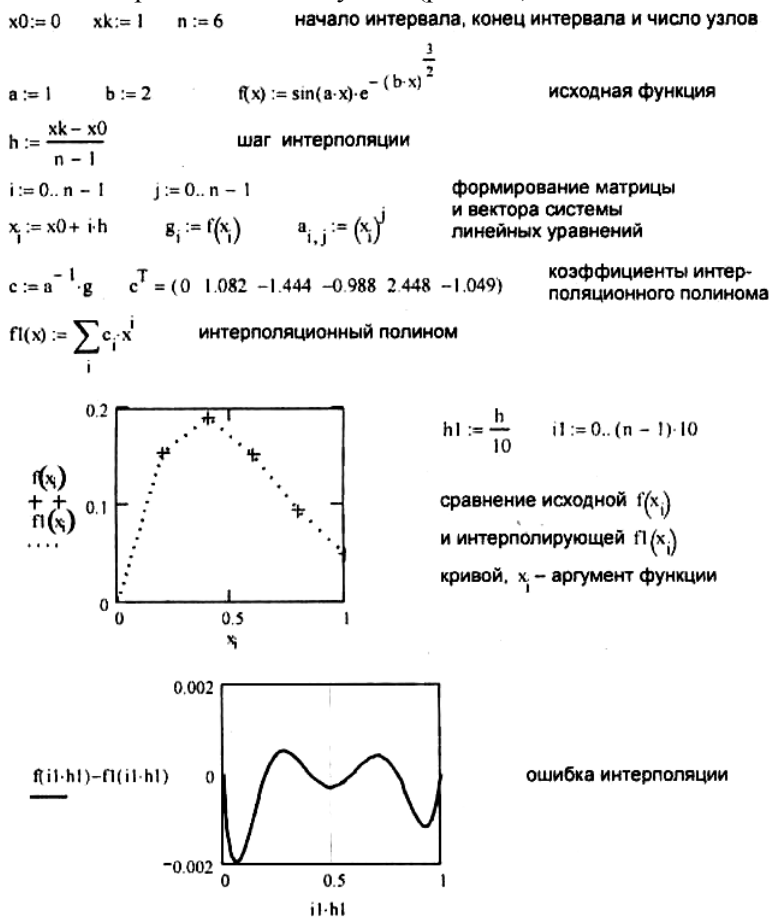 x0:= 0 xk:= 1 n := 6 начало интервала, конец интервала и число узлов
a := 1 b := 2 f(x) := sin(a·x)·e^{-(b·x)^{3/2}} исходная функция
h := (xk - x0)/(n - 1) шаг интерполяции
i := 0.. n - 1 j := 0.. n - 1 формирование матрицы
и вектора системы
x_i := x0 + i·h g_i := f(x_i) a_{i,j} := (x_i)^j линейных уравнений
c := a^{-1}·g c^T = (0 1.082 -1.444 -0.988 2.448 -1.049) коэффициенты интер-
поляционного полинома
f1(x) := ∑_i c_i·x^i интерполяционный полином
h1 := h/10 i1 := 0.. (n - 1)·10
0.2
0.1
0
0 0.5 1
x_i
f(x_i)
+ +
f1(x_i)
....
сравнение исходной f(x_i)
и интерполирующей f1(x_i)
кривой, x_i – аргумент функции
0.002
0
-0.002
0 0.5 1
i1·h1
f(i1·h1)-f1(i1·h1)
ошибка интерполяции